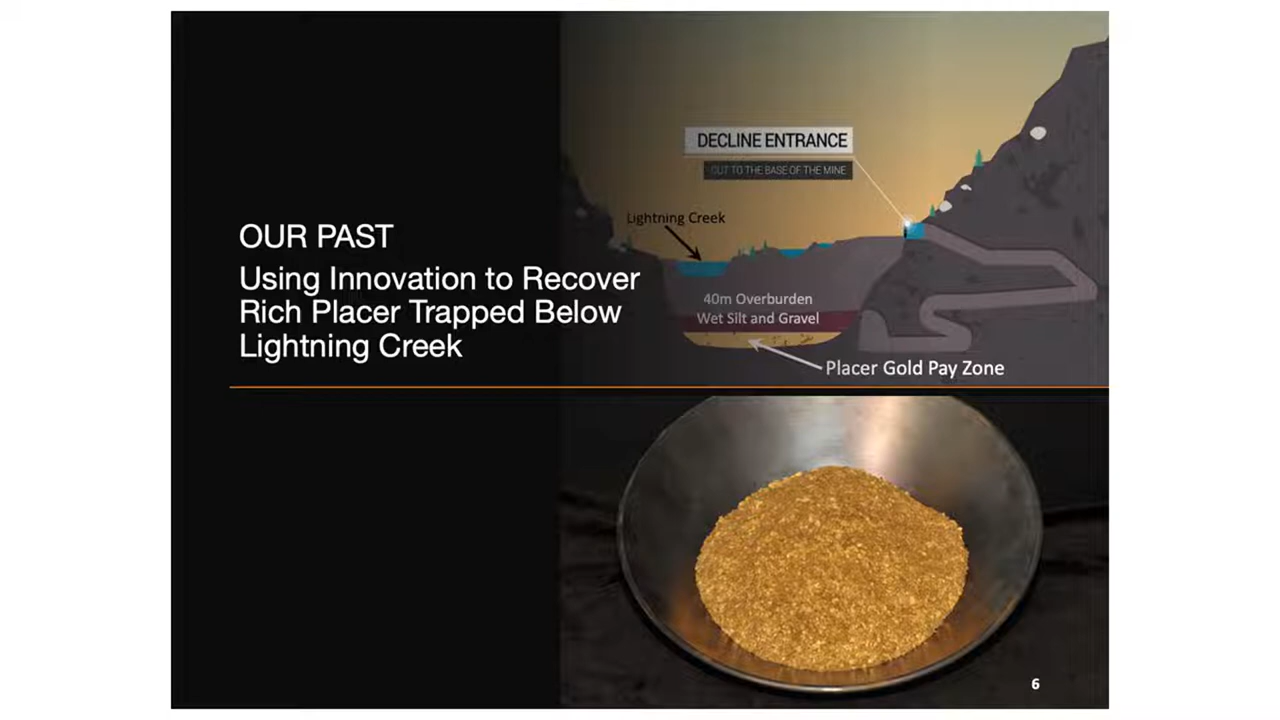 OUR PAST
Using Innovation to Recover
Rich Placer Trapped Below
Lightning Creek
DECLINE ENTRANCE
CUT TO THE BASE OF THE MINE
Lightning Creek
40m Overburden
Wet Silt and Gravel
Placer Gold Pay Zone
6